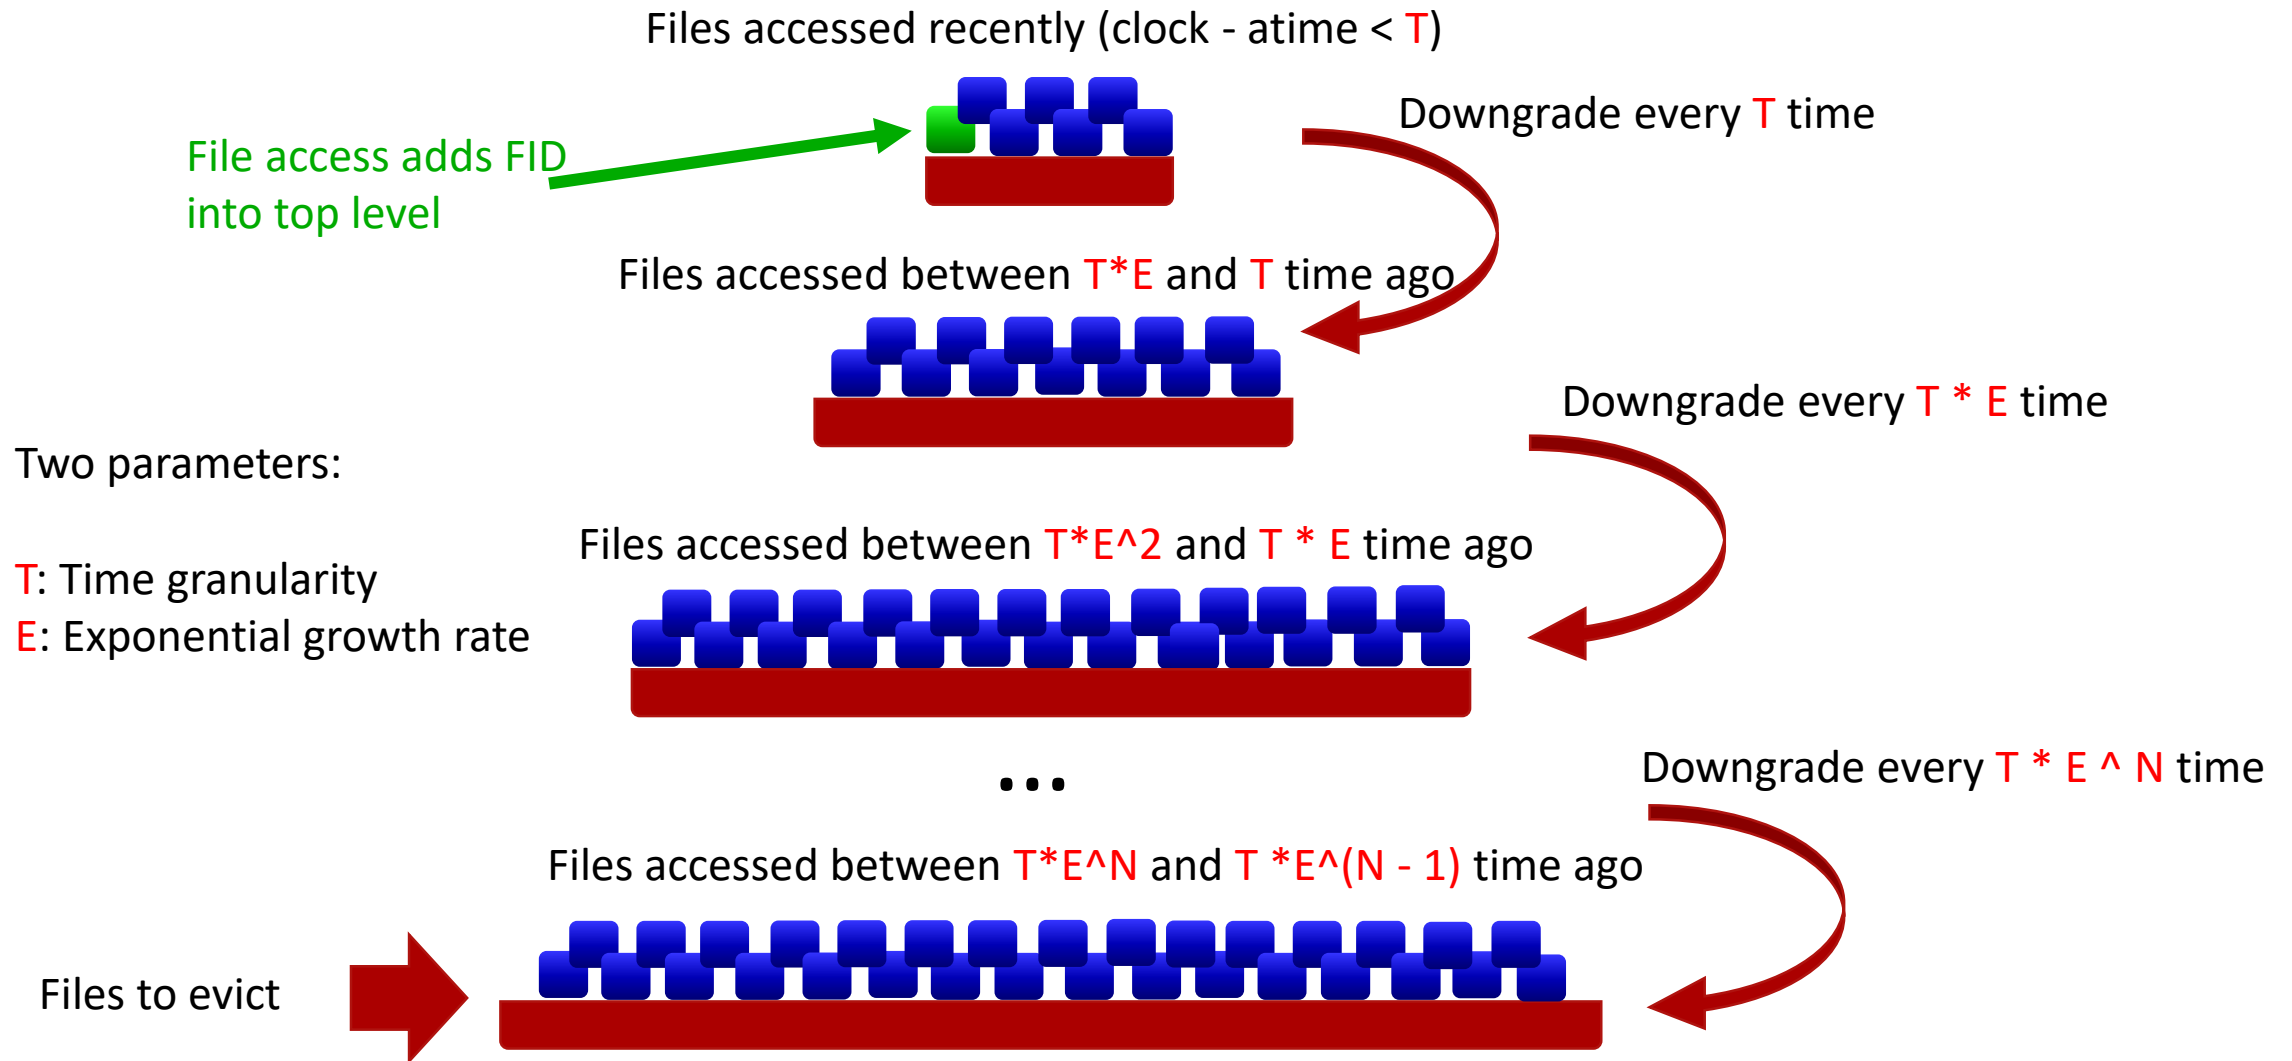 Files accessed recently (clock - atime < T)
Downgrade every T time
File access adds FID
into top level
Files accessed between T*E and T time ago
Downgrade every T * E time
Two parameters:
Files accessed between T*E^2 and T * E time ago
T: Time granularity
E: Exponential growth rate
...
Downgrade every T * E ^ N time
Files accessed between T*E^N and T *E^(N - 1) time ago
Files to evict